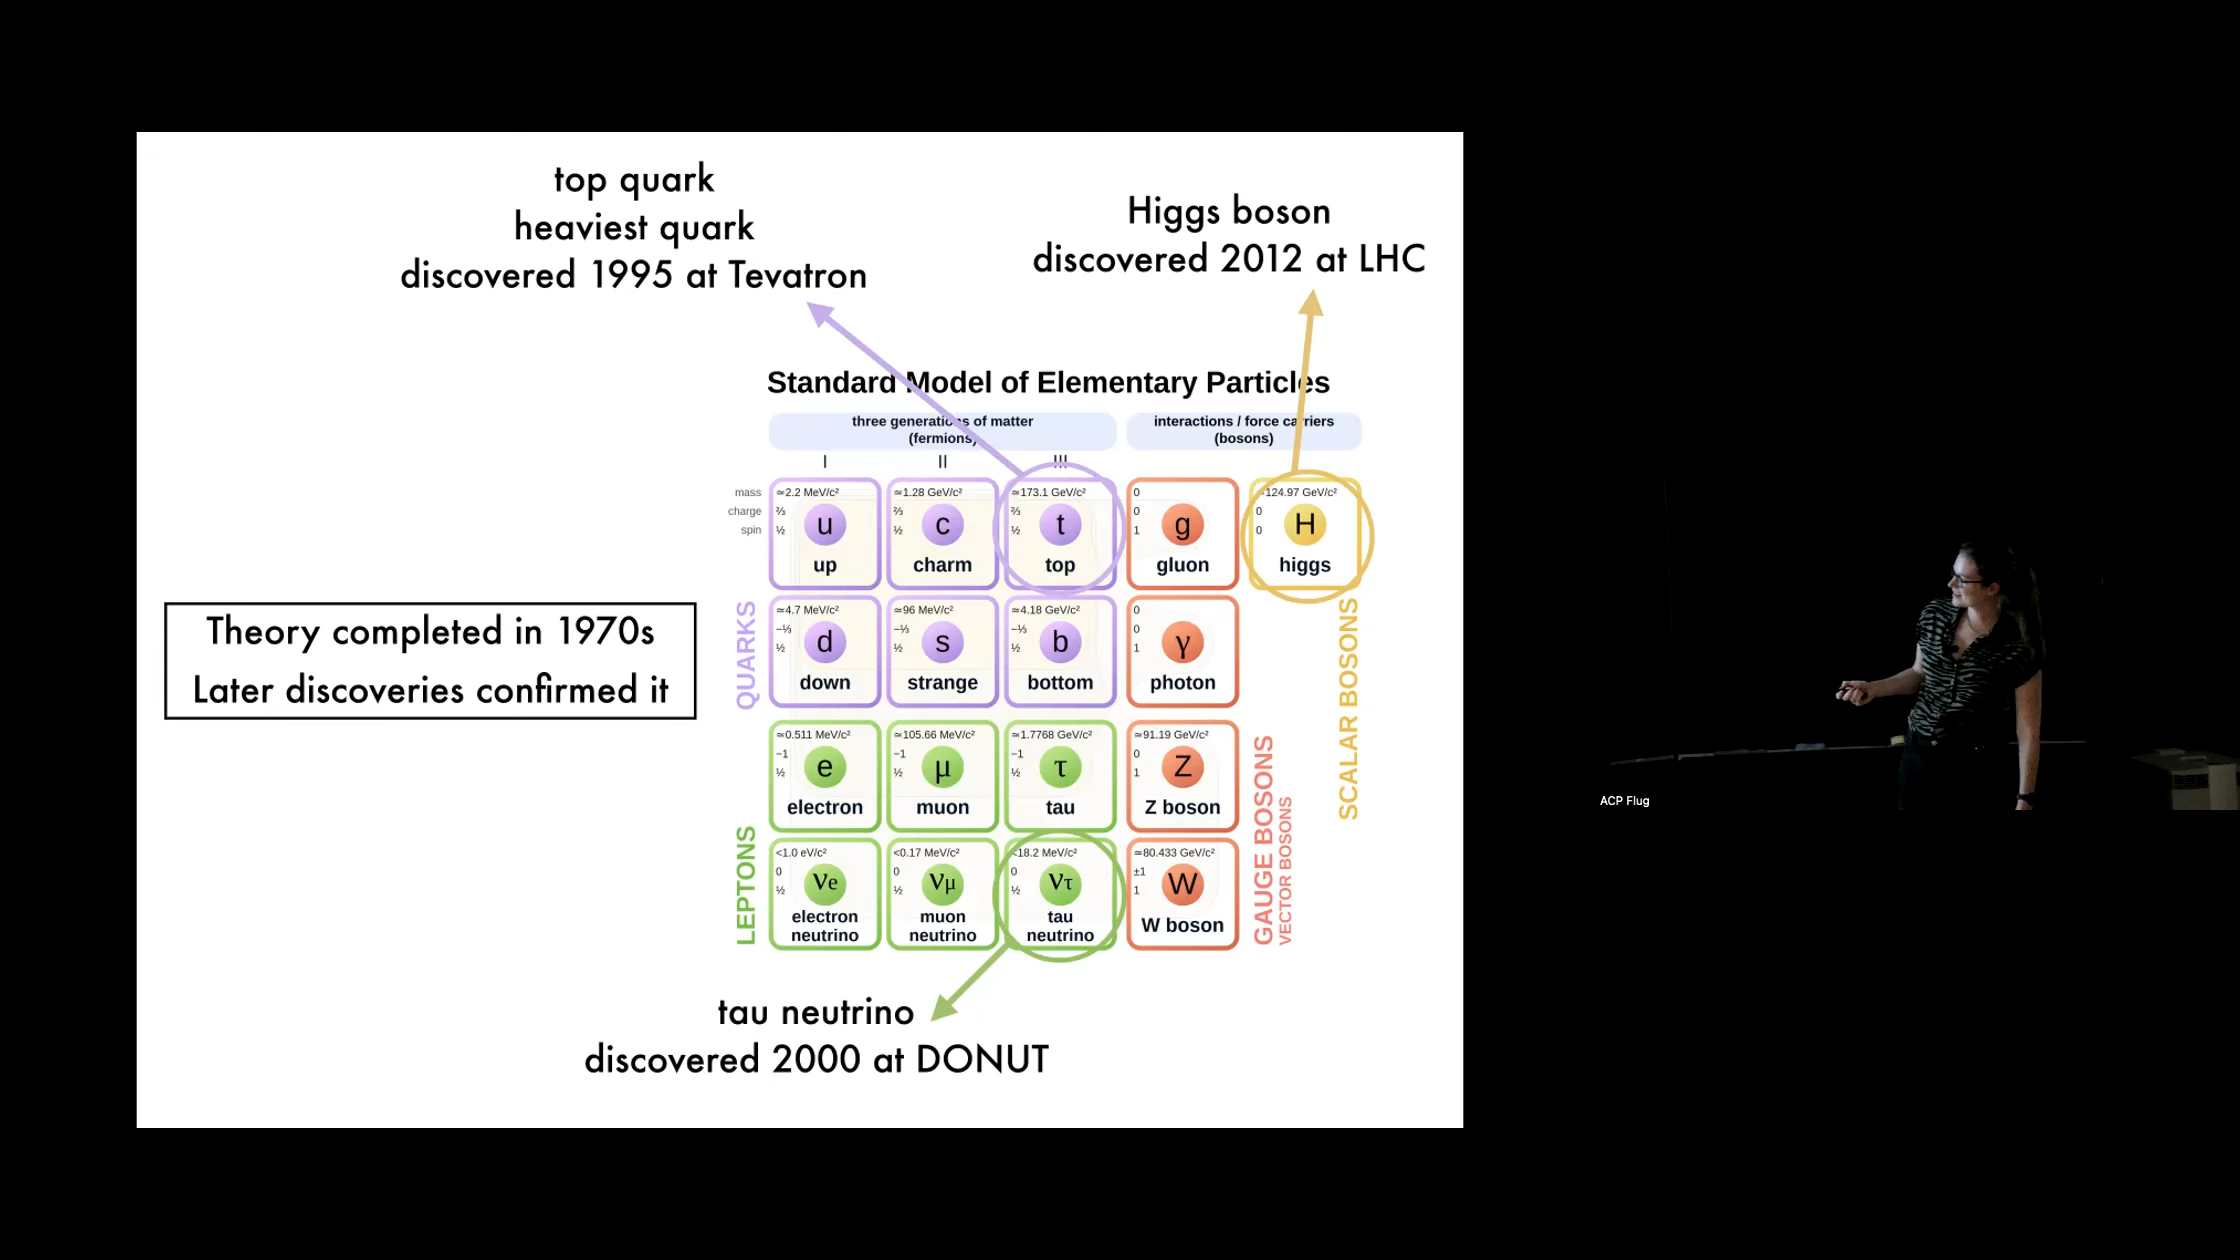 top quark
heaviest quark
discovered 1995 at Tevatron
Higgs boson
discovered 2012 at LHC
Standard Model of Elementary Particles
three generations of matter
(fermions)
interactions / force carriers
(bosons)
I
II
III
mass
charge
spin
≃2.2 MeV/c²
⅔
½
u
up
≃1.28 GeV/c²
⅔
½
c
charm
≃173.1 GeV/c²
⅔
½
t
top
0
0
1
g
gluon
124.97 GeV/c²
0
0
H
higgs
QUARKS
≃4.7 MeV/c²
−⅓
½
d
down
≃96 MeV/c²
−⅓
½
s
strange
≃4.18 GeV/c²
−⅓
½
b
bottom
0
0
1
γ
photon
SCALAR BOSONS
Theory completed in 1970s
Later discoveries confirmed it
LEPTONS
≃0.511 MeV/c²
−1
½
e
electron
≃105.66 MeV/c²
−1
½
μ
muon
≃1.7768 GeV/c²
−1
½
τ
tau
≃91.19 GeV/c²
0
1
Z
Z boson
<1.0 eV/c²
0
½
νe
electron
neutrino
<0.17 MeV/c²
0
½
νμ
muon
neutrino
<18.2 MeV/c²
0
½
ντ
tau
neutrino
≃80.433 GeV/c²
±1
1
W
W boson
GAUGE BOSONS
VECTOR BOSONS
tau neutrino
discovered 2000 at DONUT
ACP Flug